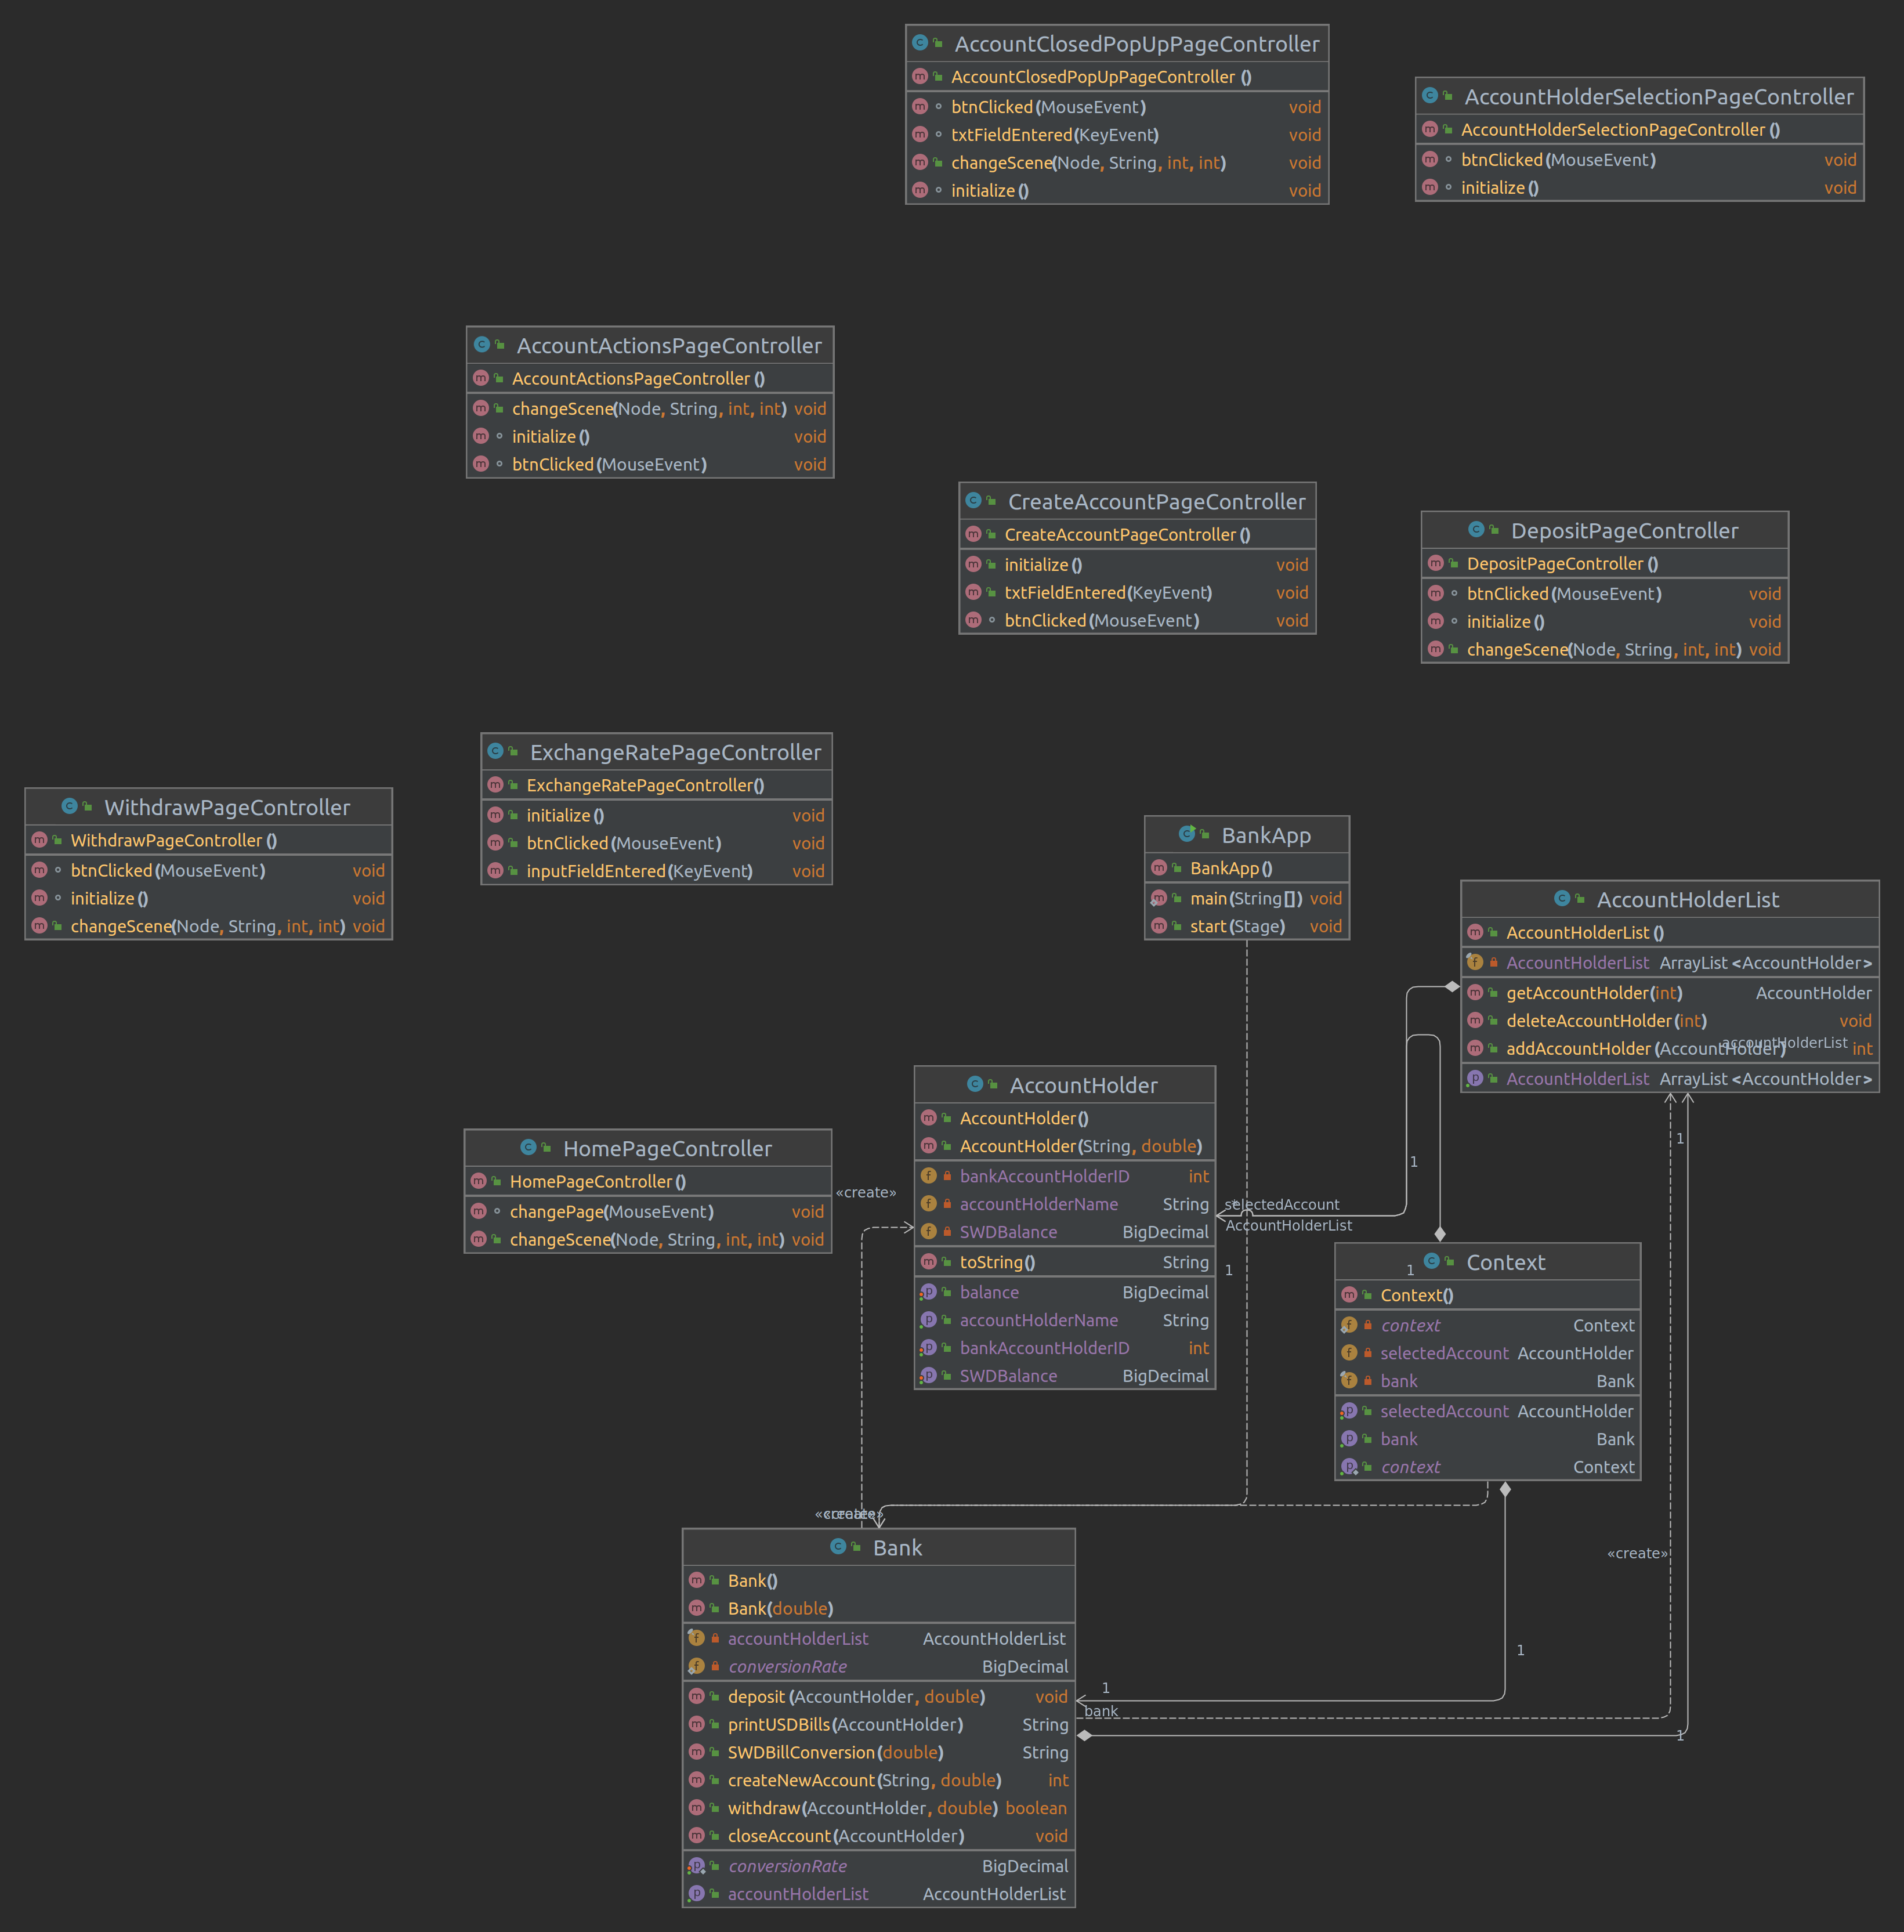 AccountClosedPopUpPageController
AccountClosedPopUpPageController()
btnClicked(MouseEvent) void
txtFieldEntered(KeyEvent) void
changeScene(Node, String, int, int) void
initialize() void
AccountHolderSelectionPageController
AccountHolderSelectionPageController()
btnClicked(MouseEvent) void
initialize() void
AccountActionsPageController
AccountActionsPageController()
changeScene(Node, String, int, int) void
initialize() void
btnClicked(MouseEvent) void
CreateAccountPageController
CreateAccountPageController()
initialize() void
txtFieldEntered(KeyEvent) void
btnClicked(MouseEvent) void
DepositPageController
DepositPageController()
btnClicked(MouseEvent) void
initialize() void
changeScene(Node, String, int, int) void
ExchangeRatePageController
ExchangeRatePageController()
initialize() void
btnClicked(MouseEvent) void
inputFieldEntered(KeyEvent) void
WithdrawPageController
WithdrawPageController()
btnClicked(MouseEvent) void
initialize() void
changeScene(Node, String, int, int) void
BankApp
BankApp()
main(String[]) void
start(Stage) void
AccountHolderList
AccountHolderList()
AccountHolderList ArrayList<AccountHolder>
getAccountHolder(int) AccountHolder
deleteAccountHolder(int) void
addAccountHolder(AccountHolder) int
accountHolderList
AccountHolderList ArrayList<AccountHolder>
AccountHolder
AccountHolder()
AccountHolder(String, double)
bankAccountHolderID int
accountHolderName String
SWDBalance BigDecimal
toString() String
balance BigDecimal
accountHolderName String
bankAccountHolderID int
SWDBalance BigDecimal
HomePageController
HomePageController()
changePage(MouseEvent) void
changeScene(Node, String, int, int) void
«create»
1
1
selectedAccount
AccountHolderList
1
1
Context
Context()
context Context
selectedAccount AccountHolder
bank Bank
selectedAccount AccountHolder
bank Bank
context Context
«create»
«create»
Bank
Bank()
Bank(double)
accountHolderList AccountHolderList
conversionRate BigDecimal
deposit(AccountHolder, double) void
printUSDBills(AccountHolder) String
SWDBillConversion(double) String
createNewAccount(String, double) int
withdraw(AccountHolder, double) boolean
closeAccount(AccountHolder) void
conversionRate BigDecimal
accountHolderList AccountHolderList
«create»
1
1
bank
1